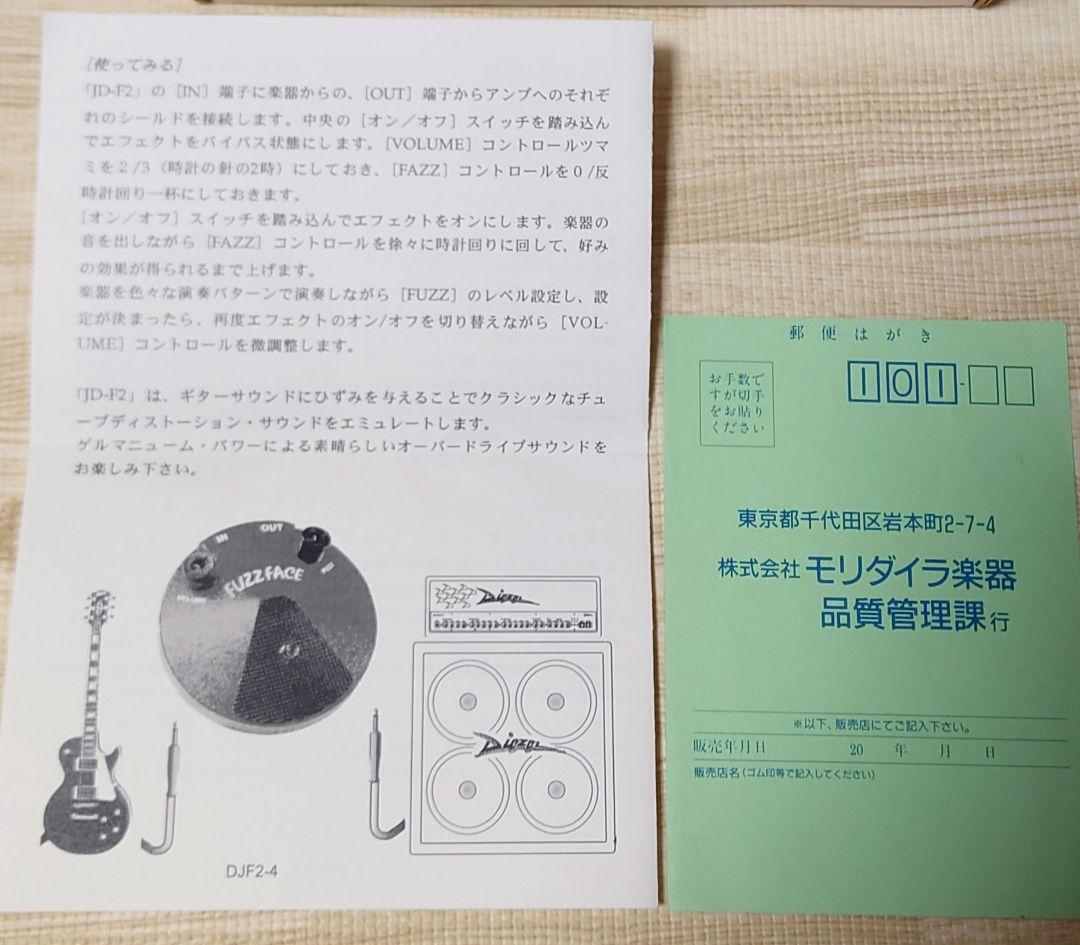 ［使ってみる］
「JD-F2」の［IN］端子に楽器からの、［OUT］端子からアンプへのそれぞ
れのシールドを接続します。中央の［オン／オフ］スイッチを踏み込ん
でエフェクトをバイパス状態にします。［VOLUME］コントロールツマ
ミを２/３（時計の針の2時）にしておき、［FAZZ］コントロールを０/反
時計回り一杯にしておきます。
［オン／オフ］スイッチを踏み込んでエフェクトをオンにします。楽器の
音を出しながら［FAZZ］コントロールを徐々に時計回りに回して、好み
の効果が得られるまで上げます。
楽器を色々な演奏パターンで演奏しながら［FUZZ］のレベル設定し、設
定が決まったら、再度エフェクトのオン/オフを切り替えながら［VOL-
UME］コントロールを微調整します。
「JD-F2」は、ギターサウンドにひずみを与えることでクラシックなチュ
ーブディストーション・サウンドをエミュレートします。
ゲルマニューム・パワーによる素晴らしいオーバードライブサウンドを
お楽しみ下さい。
IN
OUT
FUZZ FACE
Diezel
Diezel
DJF2-4
郵便はがき
お手数で
すが切手
をお貼り
ください
101-
東京都千代田区岩本町2-7-4
株式会社 モリダイラ楽器
品質管理課行
※以下、販売店にてご記入下さい。
販売年月日 20 年 月 日
販売店名（ゴム印等で記入してください）